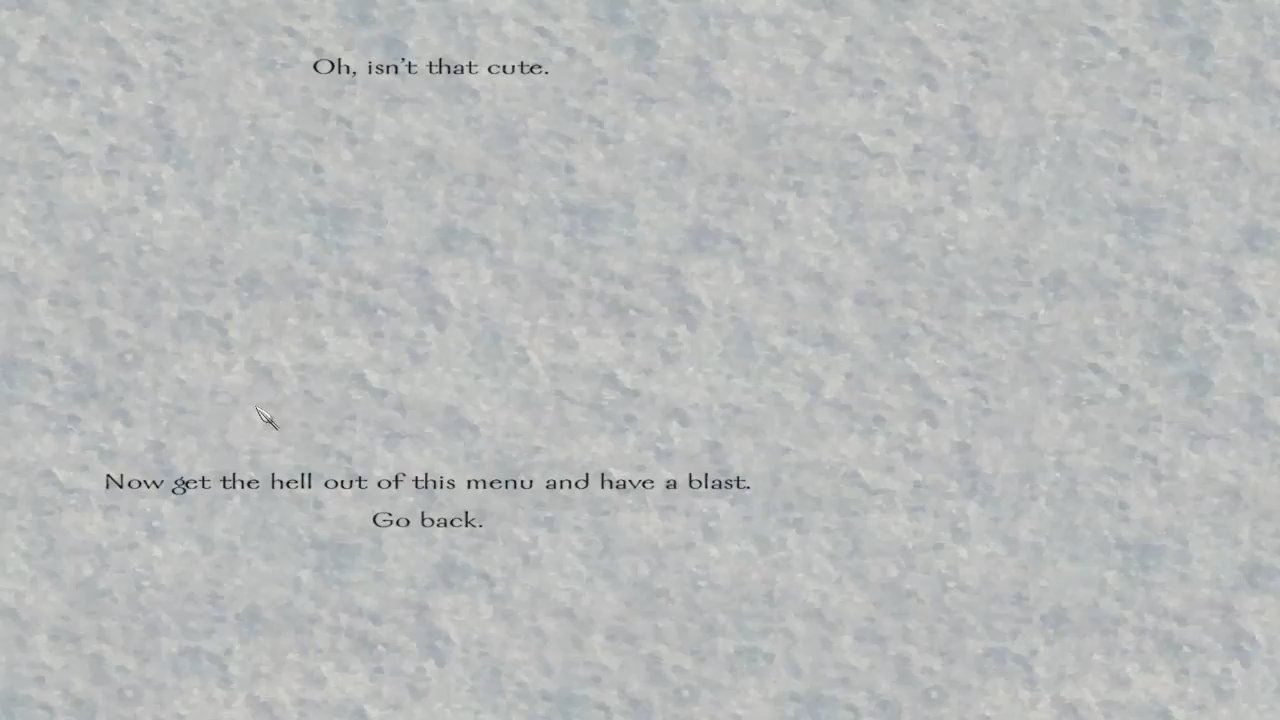 Oh, isn't that cute.
Now get the hell out of this menu and have a blast.
Go back.